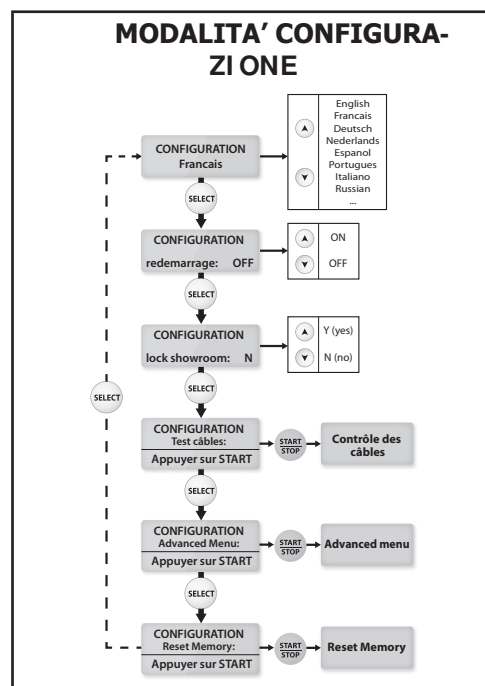 MODALITA’ CONFIGURA-
ZIONE
CONFIGURATION
Francais
English
Francais
Deutsch
Nederlands
Espanol
Portugues
Italiano
Russian
...
SELECT
CONFIGURATION
redemarrage: OFF
ON
OFF
SELECT
CONFIGURATION
lock showroom: N
Y (yes)
N (no)
SELECT
SELECT
CONFIGURATION
Test câbles:
Appuyer sur START
START
STOP
Contrôle des
câbles
SELECT
CONFIGURATION
Advanced Menu:
Appuyer sur START
START
STOP
Advanced menu
SELECT
CONFIGURATION
Reset Memory:
Appuyer sur START
START
STOP
Reset Memory